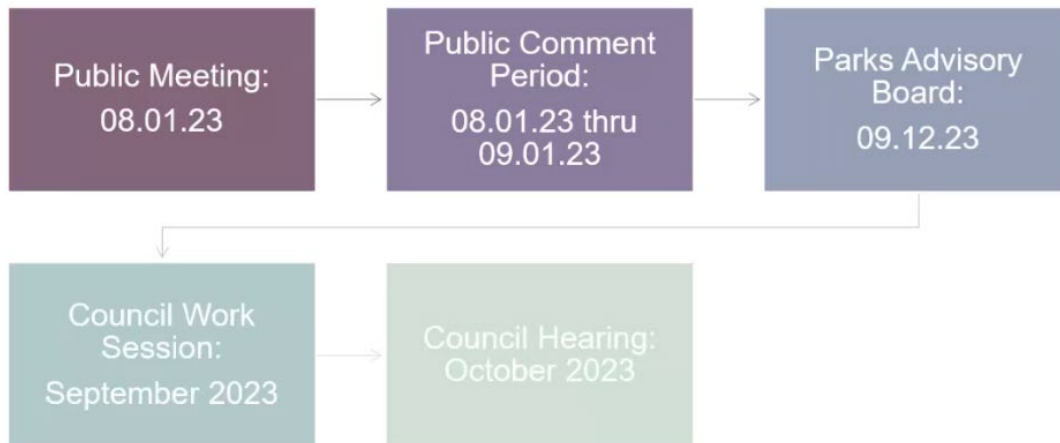 Public Meeting:
08.01.23
Public Comment
Period:
08.01.23 thru
09.01.23
Parks Advisory
Board:
09.12.23
Council Work
Session:
September 2023
Council Hearing:
October 2023